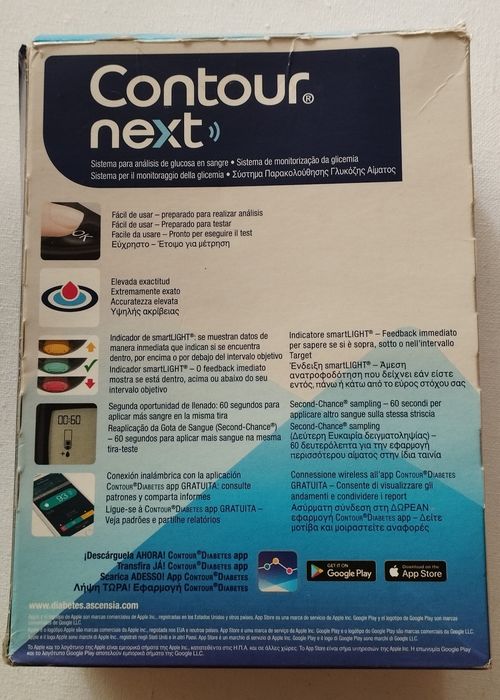 Contour®
next
Sistema para análisis de glucosa en sangre • Sistema de monitorização da glicemia
Sistema per il monitoraggio della glicemia • Σύστημα Παρακολούθησης Γλυκόζης Αίματος
OK
Fácil de usar – preparado para realizar análisis
Fácil de usar – Preparado para testar
Facile da usare – Pronto per eseguire il test
Εύχρηστο – Έτοιμο για μέτρηση
Elevada exactitud
Extremamente exato
Accuratezza elevata
Υψηλής ακρίβειας
Indicador de smartLIGHT®: se muestran datos de
manera inmediata que indican si se encuentra
dentro, por encima o por debajo del intervalo objetivo
Indicador smartLIGHT® – O feedback imediato
mostra se está dentro, acima ou abaixo do seu
intervalo objetivo
Indicatore smartLIGHT® – Feedback immediato
per sapere se si è sopra, sotto o nell'intervallo
Target
Ένδειξη smartLIGHT® – Άμεση
ανατροφοδότηση που δείχνει εάν είστε
εντός, πάνω ή κάτω από το εύρος στόχου σας
00:60
Segunda oportunidad de llenado: 60 segundos para
aplicar más sangre en la misma tira
Reaplicação da Gota de Sangue (Second-Chance®)
– 60 segundos para aplicar mais sangue na mesma
tira-teste
Second-Chance® sampling – 60 secondi per
applicare altro sangue sulla stessa striscia
Second-Chance® sampling
(Δεύτερη Ευκαιρία δειγματοληψίας) –
60 δευτερόλεπτα για την εφαρμογή
περισσότερου αίματος στην ίδια ταινία
Conexión inalámbrica con la aplicación
CONTOUR®DIABETES app GRATUITA: consulte
patrones y comparta informes
Ligue-se à CONTOUR®DIABETES app GRATUITA –
Veja padrões e partilhe relatórios
Connessione wireless all'app CONTOUR®DIABETES
GRATUITA – Consente di visualizzare gli
andamenti e condividere i report
Ασύρματη σύνδεση στη ΔΩΡΕΑΝ
εφαρμογή CONTOUR®DIABETES app – Δείτε
μοτίβα και μοιραστείτε αναφορές
¡Descárguela AHORA! CONTOUR®DIABETES app
Transfira JÁ! CONTOUR®DIABETES app
Scarica ADESSO! App CONTOUR®DIABETES
Λήψη ΤΩΡΑ! Εφαρμογή CONTOUR®DIABETES
GET IT ON
Google Play
Download on the
App Store
www.diabetes.ascensia.com